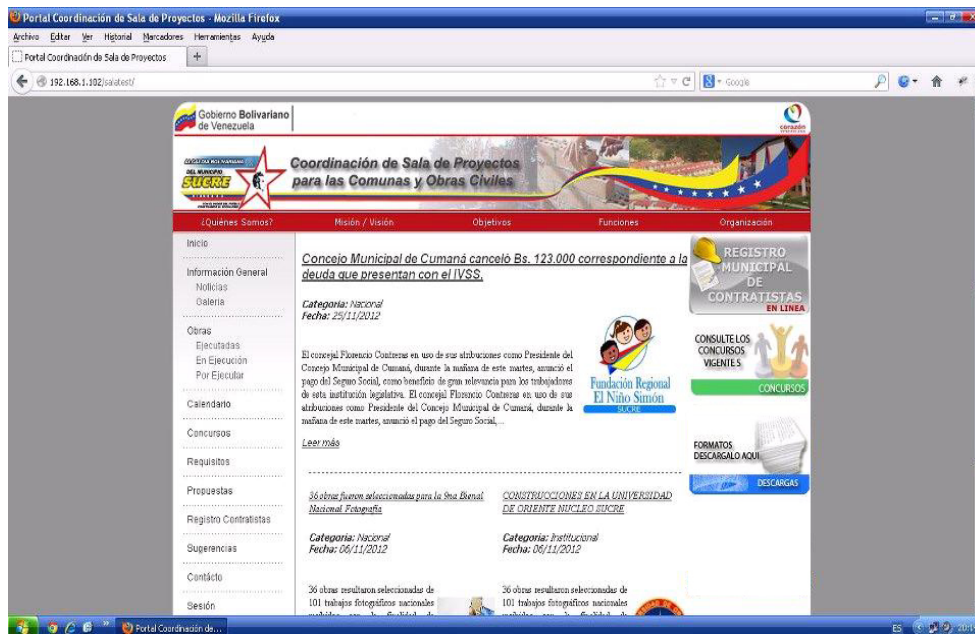 Portal Coordinación de Sala de Proyectos - Mozilla Firefox
Archivo Editar Ver Historial Marcadores Herramientas Ayuda
Portal Coordinación de Sala de Proyectos +
192.168.1.102/salatest/
Google
Gobierno Bolivariano
de Venezuela
corazón
DEL MUNICIPIO
SUCRE
Coordinación de Sala de Proyectos
para las Comunas y Obras Civiles
¿Quiénes Somos? Misión / Visión Objetivos Funciones Organización
Inicio
Información General
Noticias
Galeria
Obras
Ejecutadas
En Ejecución
Por Ejecutar
Calendario
Concursos
Requisitos
Propuestas
Registro Contratistas
Sugerencias
Contácto
Sesión
Concejo Municipal de Cumaná canceló Bs. 123.000 correspondiente a la
deuda que presentan con el IVSS.
Categoria: Nacional
Fecha: 25/11/2012
El concejal Florencio Contreras en uso de sus atribuciones como Presidente del
Concejo Municipal de Cumaná, durante la mañana de este martes, anunció el
pago del Seguro Social, como beneficio de gran relevancia para los trabajadores
de esta institución legislativa. El concejal Florencio Contreras en uso de sus
atribuciones como Presidente del Concejo Municipal de Cumaná, durante la
mañana de este martes, anunció el pago del Seguro Social,...
Leer más
Fundación Regional
El Niño Simón
SUCRE
36 obras fueron seleccionadas para la 9na Bienal
Nacional Fotografía
Categoria: Nacional
Fecha: 06/11/2012
36 obras resultaron seleccionadas de
101 trabajos fotográficos nacionales
CONSTRUCCIONES EN LA UNIVERSIDAD
DE ORIENTE NUCLEO SUCRE
Categoria: Institucional
Fecha: 06/11/2012
36 obras resultaron seleccionadas de
101 trabajos fotográficos nacionales
REGISTRO
MUNICIPAL
DE
CONTRATISTAS
EN LINEA
CONSULTE LOS
CONCURSOS
VIGENTES
CONCURSOS
FORMATOS
DESCARGALO AQUI
DESCARGAS
Portal Coordinación de...
ES